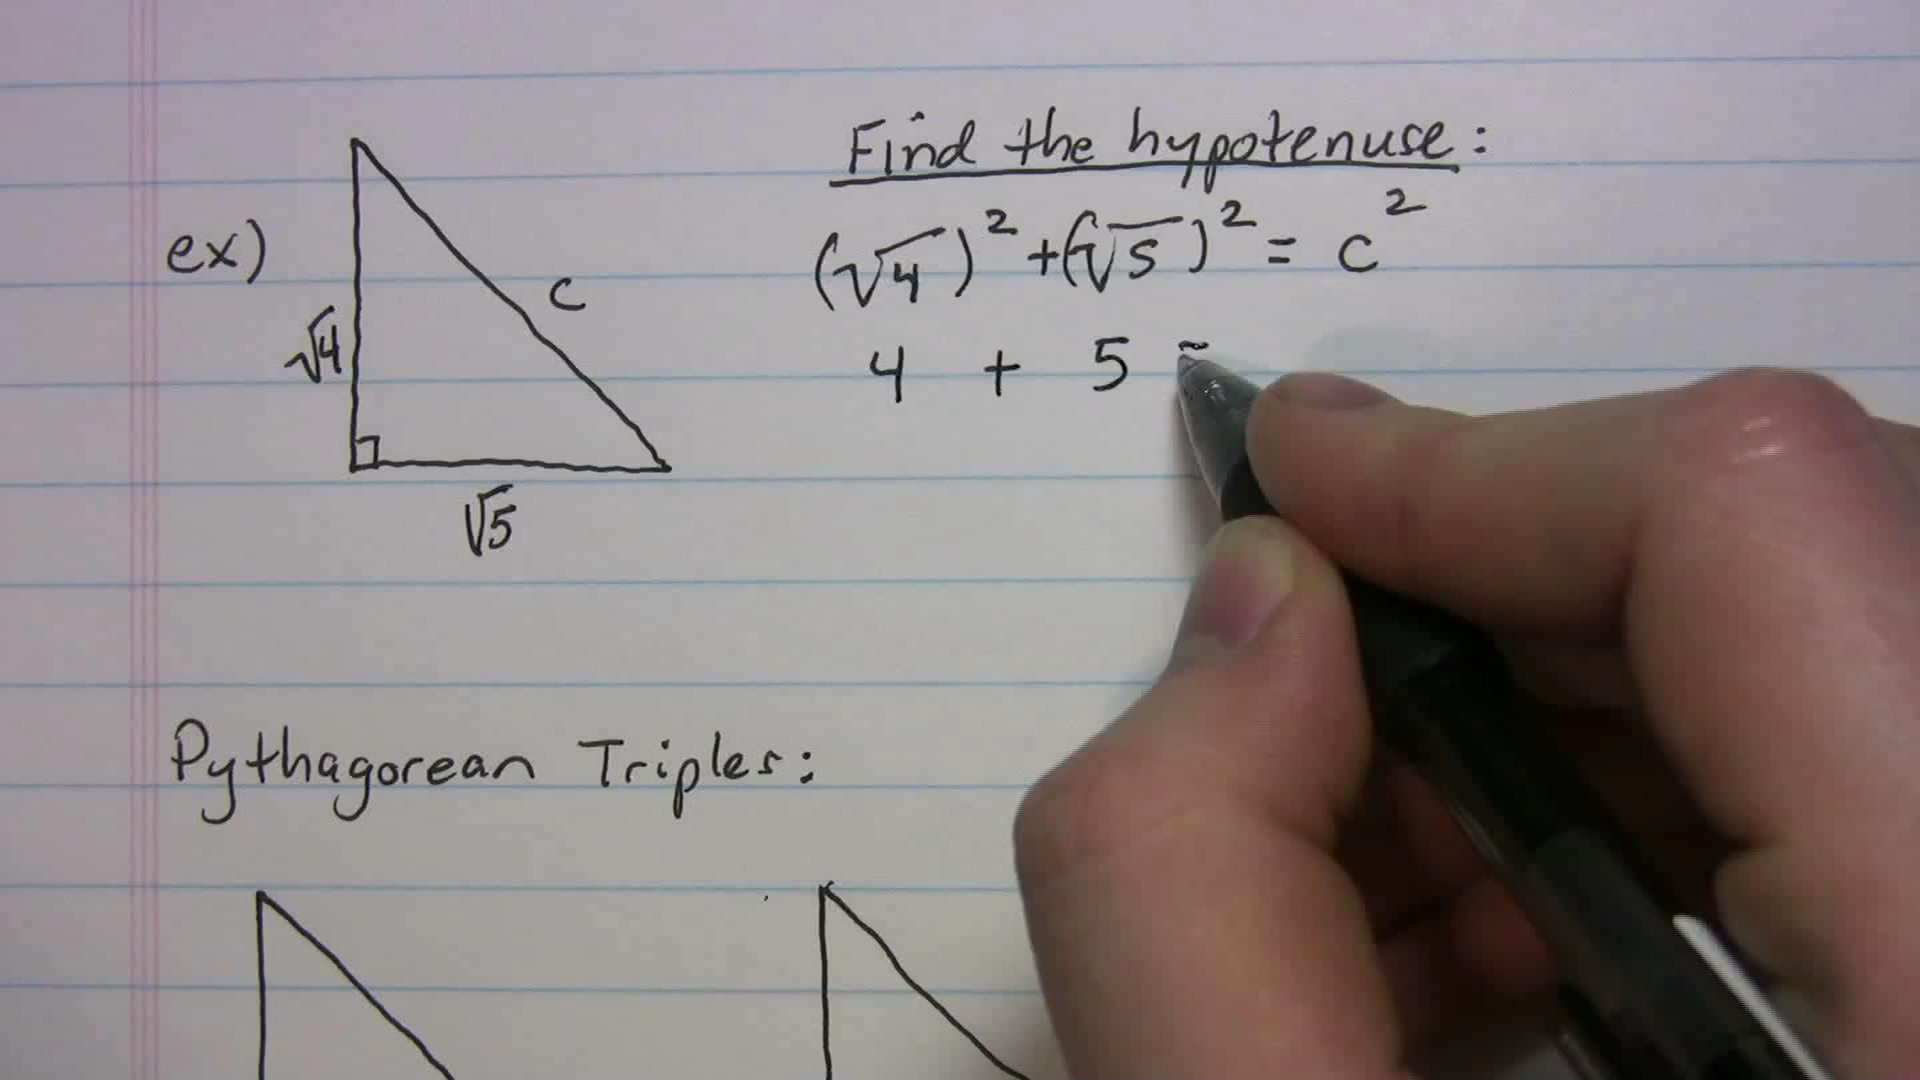 Find the hypotenuse:
ex)
(√4)² + (√5)² = c²
c
√4
4 + 5 =
√5
Pythagorean Triples: